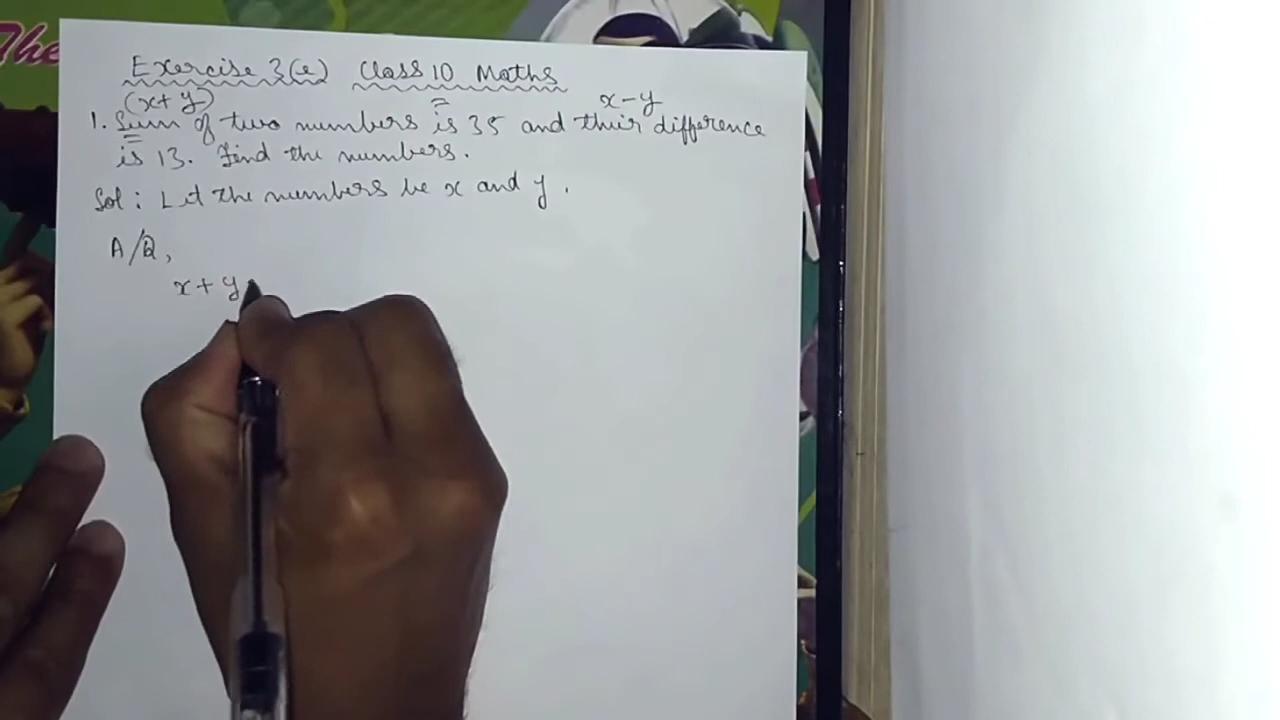 The
Exercise 3(e) Class 10 Maths
(x+y) x-y
1. Sum of two numbers is 35 and their difference
is 13. Find the numbers.
Sol: Let the numbers be x and y.
A/Q,
x+y